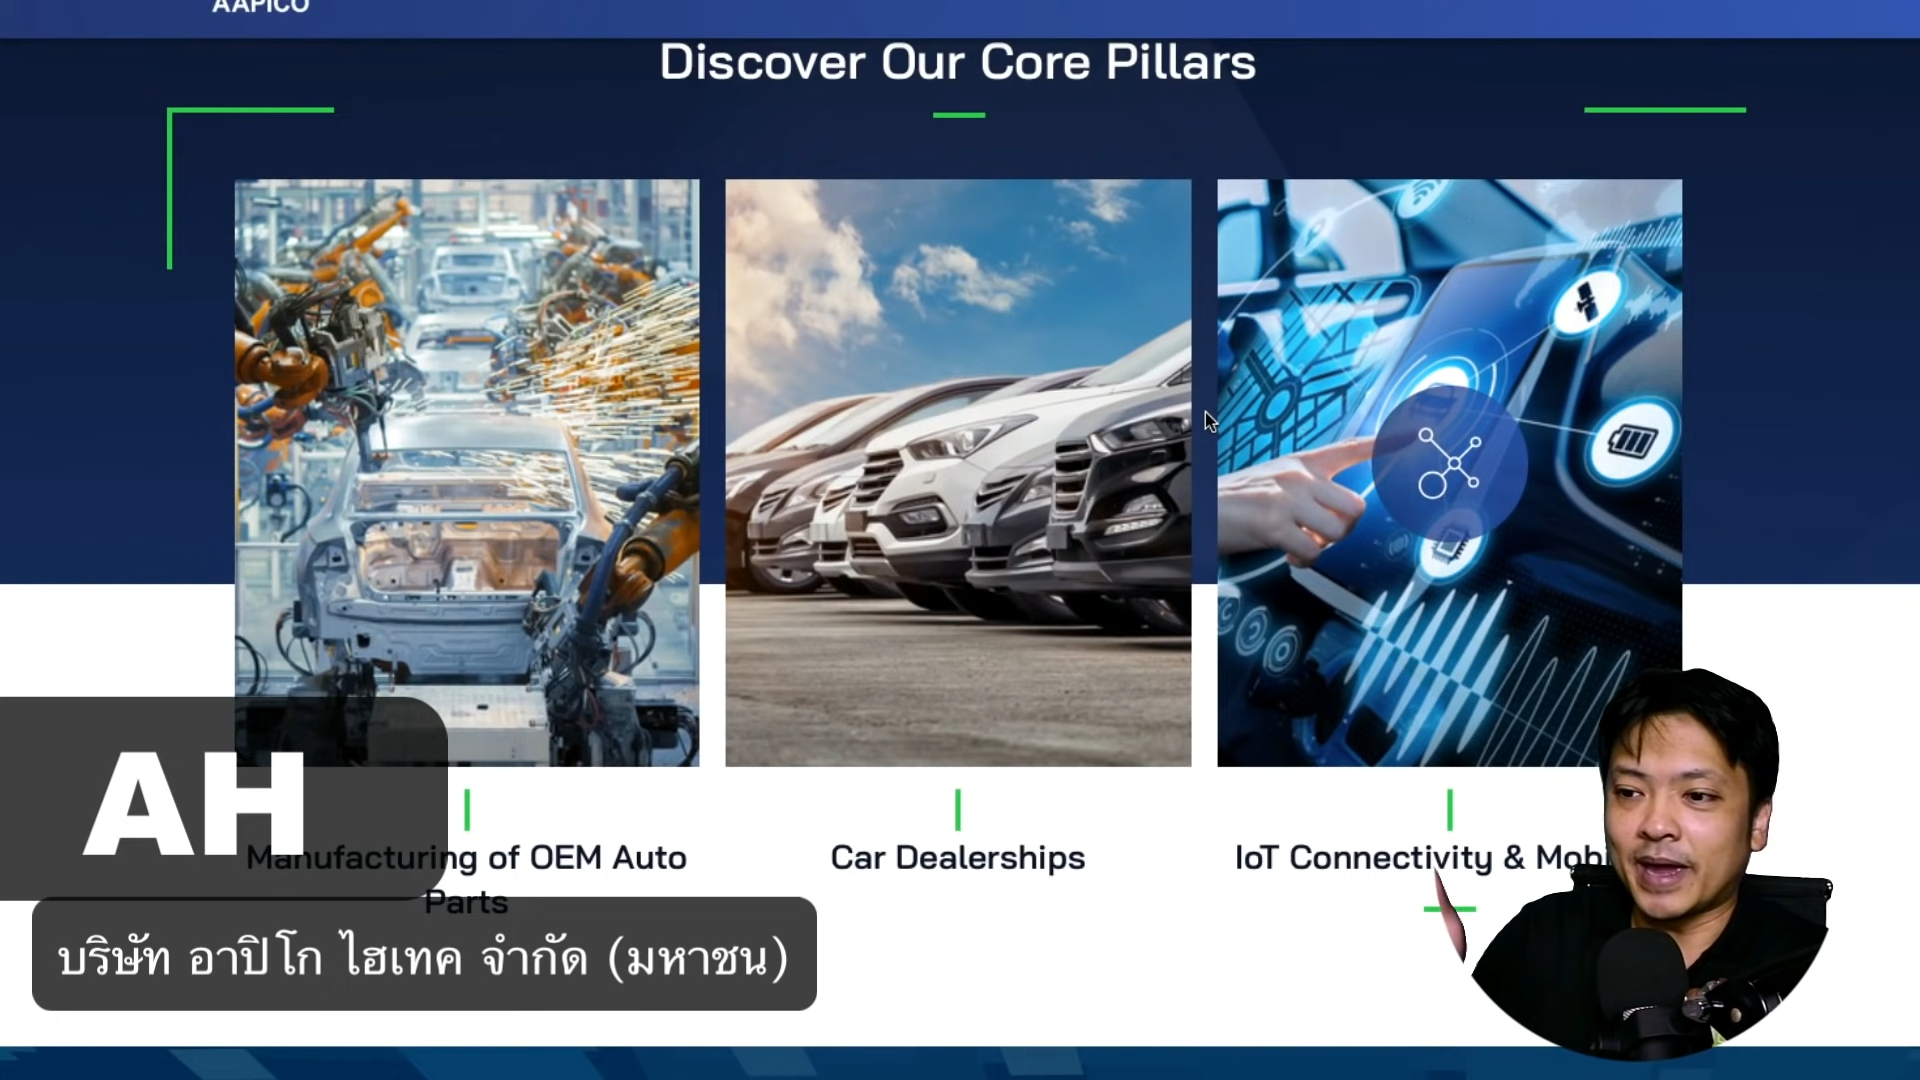 AAPICO
Discover Our Core Pillars
Manufacturing of OEM Auto
Parts
Car Dealerships
IoT Connectivity &
AH
บริษัท อาปิโก ไฮเทค จำกัด (มหาชน)